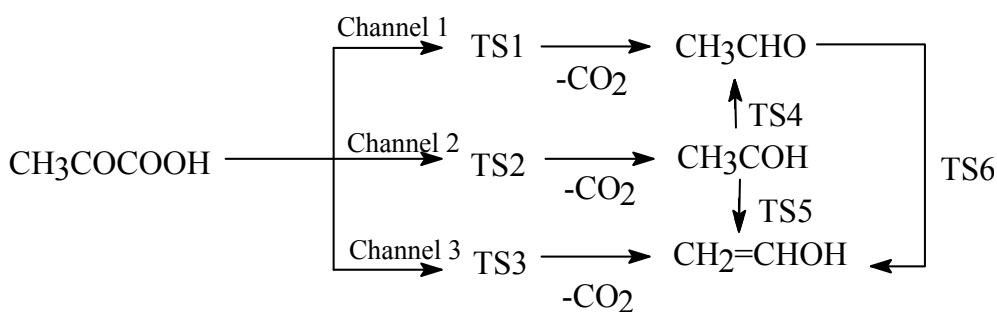 Channel 1 TS1 -CO2 CH3CHO
TS4
CH3COCOOH Channel 2 TS2 -CO2 CH3COH TS6
TS5
Channel 3 TS3 -CO2 CH2=CHOH